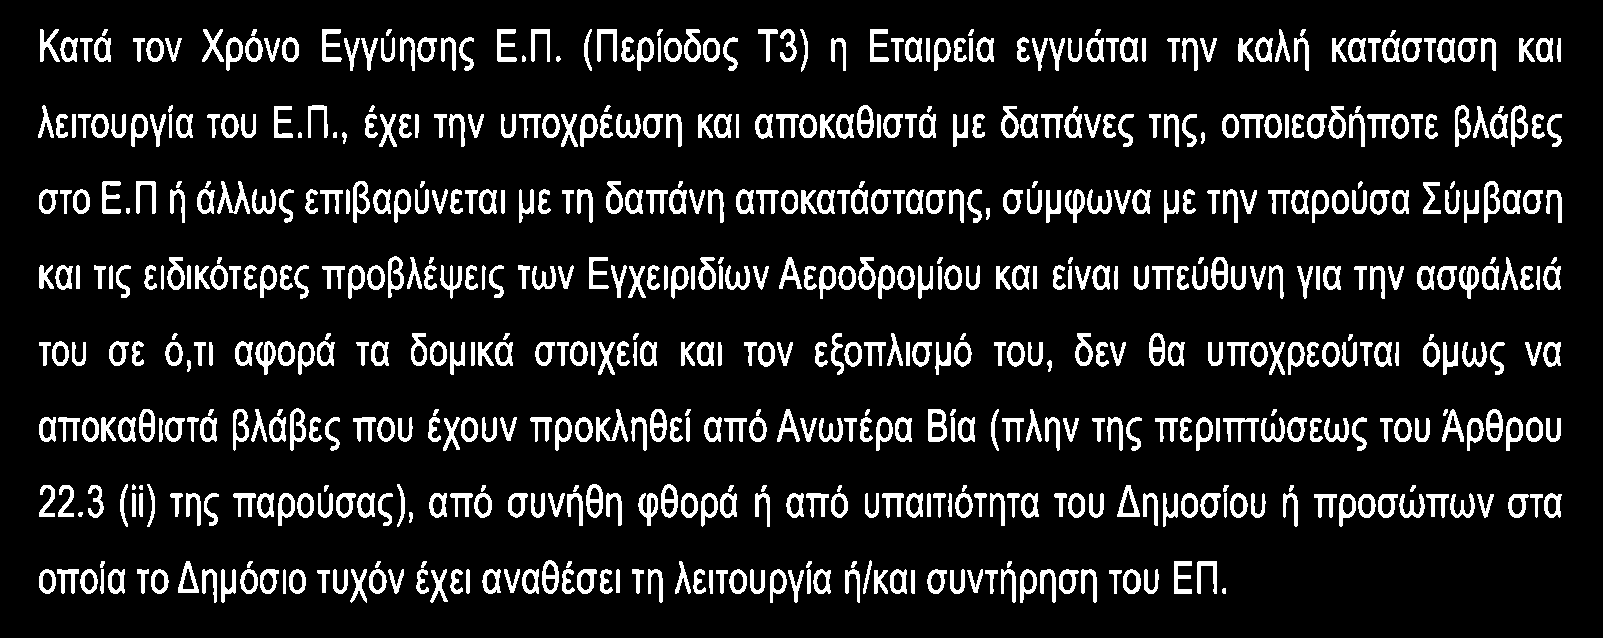 Κατά τον Χρόνο Εγγύησης Ε.Π. (Περίοδος Τ3) η Εταιρεία εγγυάται την καλή κατάσταση και
λειτουργία του Ε.Π., έχει την υποχρέωση και αποκαθιστά με δαπάνες της, οποιεσδήποτε βλάβες
στο Ε.Π ή άλλως επιβαρύνεται με τη δαπάνη αποκατάστασης, σύμφωνα με την παρούσα Σύμβαση
και τις ειδικότερες προβλέψεις των Εγχειριδίων Αεροδρομίου και είναι υπεύθυνη για την ασφάλειά
του σε ό,τι αφορά τα δομικά στοιχεία και τον εξοπλισμό του, δεν θα υποχρεούται όμως να
αποκαθιστά βλάβες που έχουν προκληθεί από Ανωτέρα Βία (πλην της περιπτώσεως του Άρθρου
22.3 (ii) της παρούσας), από συνήθη φθορά ή από υπαιτιότητα του Δημοσίου ή προσώπων στα
οποία το Δημόσιο τυχόν έχει αναθέσει τη λειτουργία ή/και συντήρηση του ΕΠ.